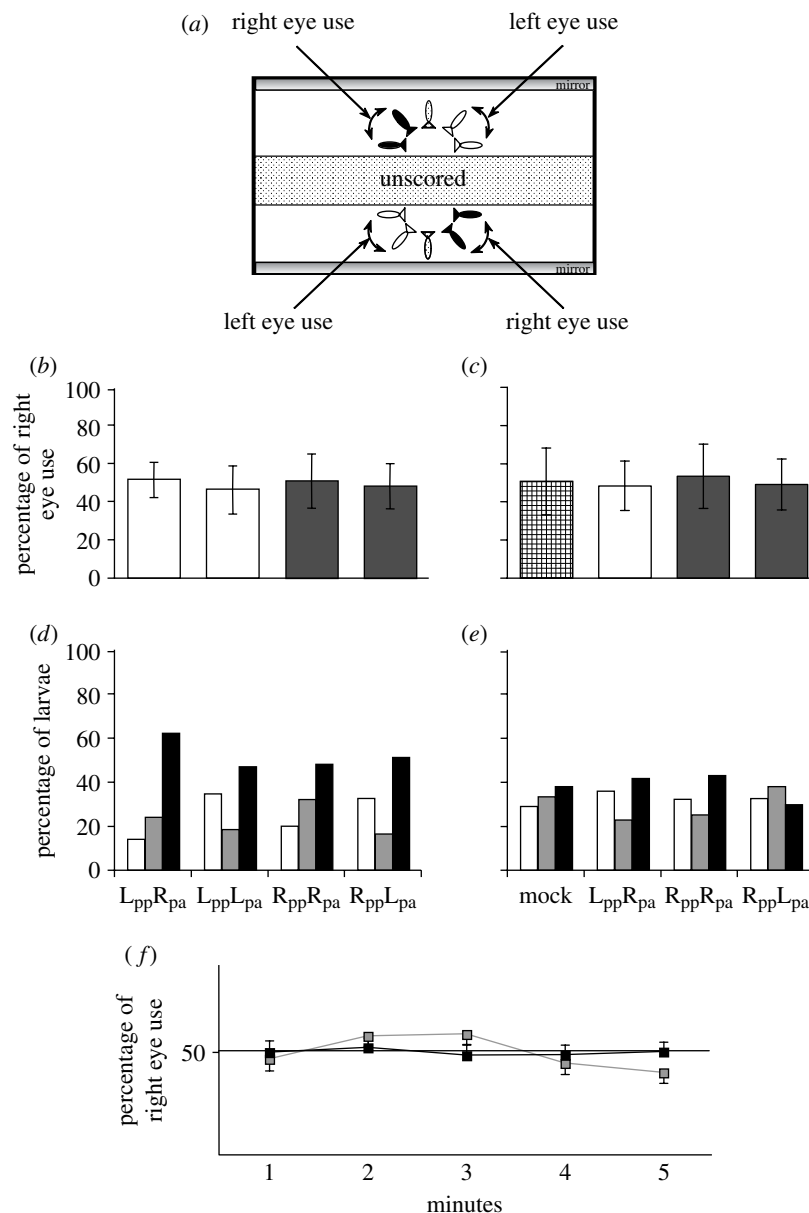 (a)
right eye use
left eye use
mirror
unscored
mirror
left eye use
right eye use
(b)
(c)
percentage of right
eye use
100
80
60
40
20
0
(d)
(e)
percentage of larvae
100
80
60
40
20
0
LppRpa LppLpa RppRpa RppLpa
mock LppRpa RppRpa RppLpa
(f)
percentage of
right eye use
50
1 2 3 4 5
minutes